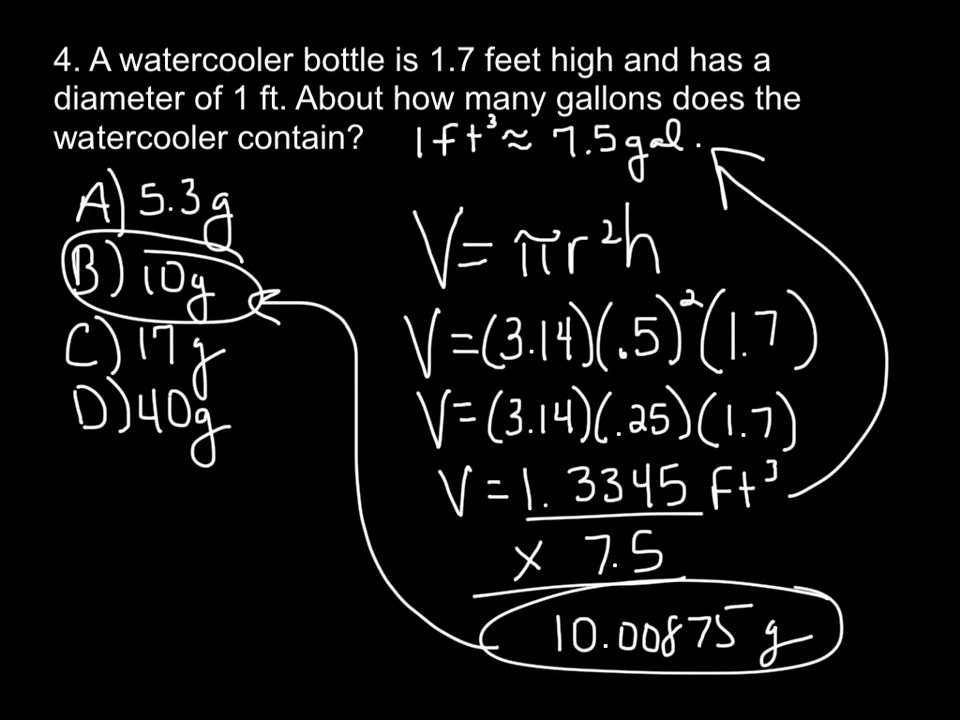 4. A watercooler bottle is 1.7 feet high and has a
diameter of 1 ft. About how many gallons does the
watercooler contain?
1ft³ ≈ 7.5gal.
A) 5.3g
B) 10g
C) 17g
D) 40g
V= πr²h
V=(3.14)(.5)²(1.7)
V=(3.14)(.25)(1.7)
V=1.3345 ft³
x 7.5
10.00875 g